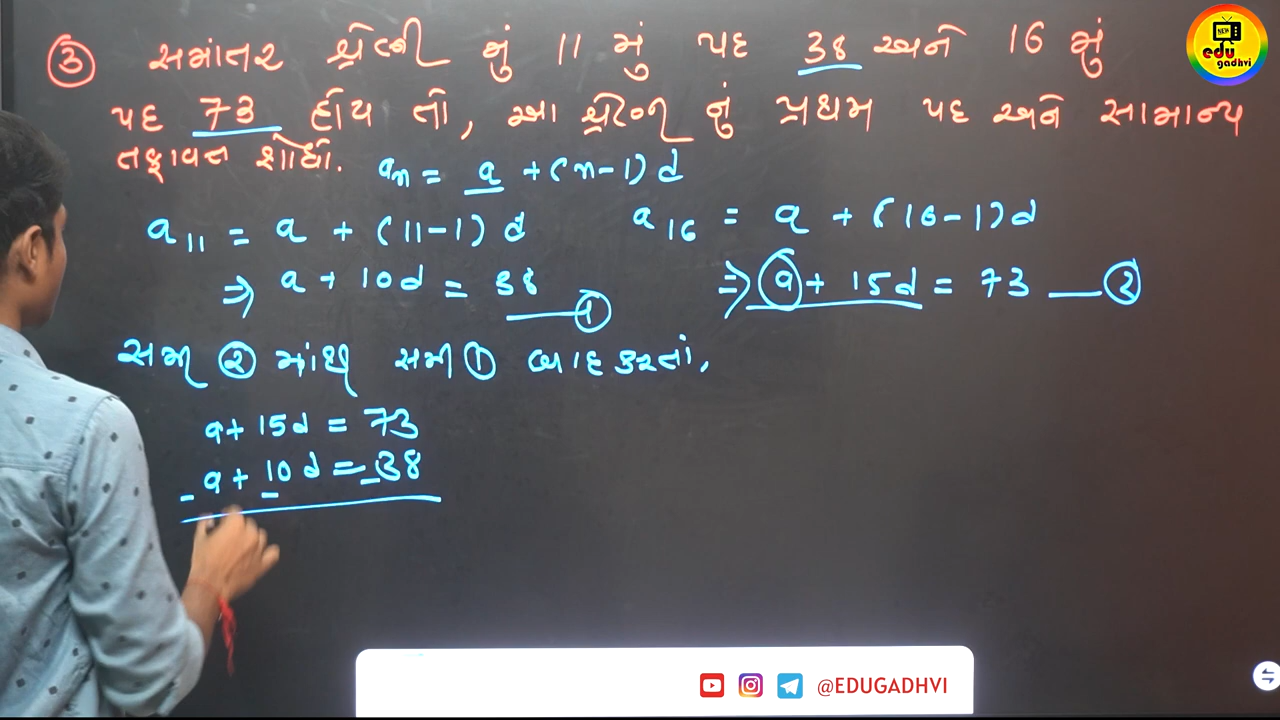 ③ સમાંતર શ્રેણી નું 11 મું પદ 38 અને 16 મું
પદ 73 હોય તો, આ શ્રેણી નું પ્રથમ પદ અને સામાન્ય
તફાવત શોધો.
aₙ = a + (n-1)d
a₁₁ = a + (11-1)d
⇒ a + 10d = 38 —— ①
a₁₆ = a + (16-1)d
⇒ a + 15d = 73 —— ②
સમી ② માંથી સમી ① બાદ કરતાં,
a + 15d = 73
- a + 10d = -38
- 
NEW
edu
gadhvi
@EDUGADHVI